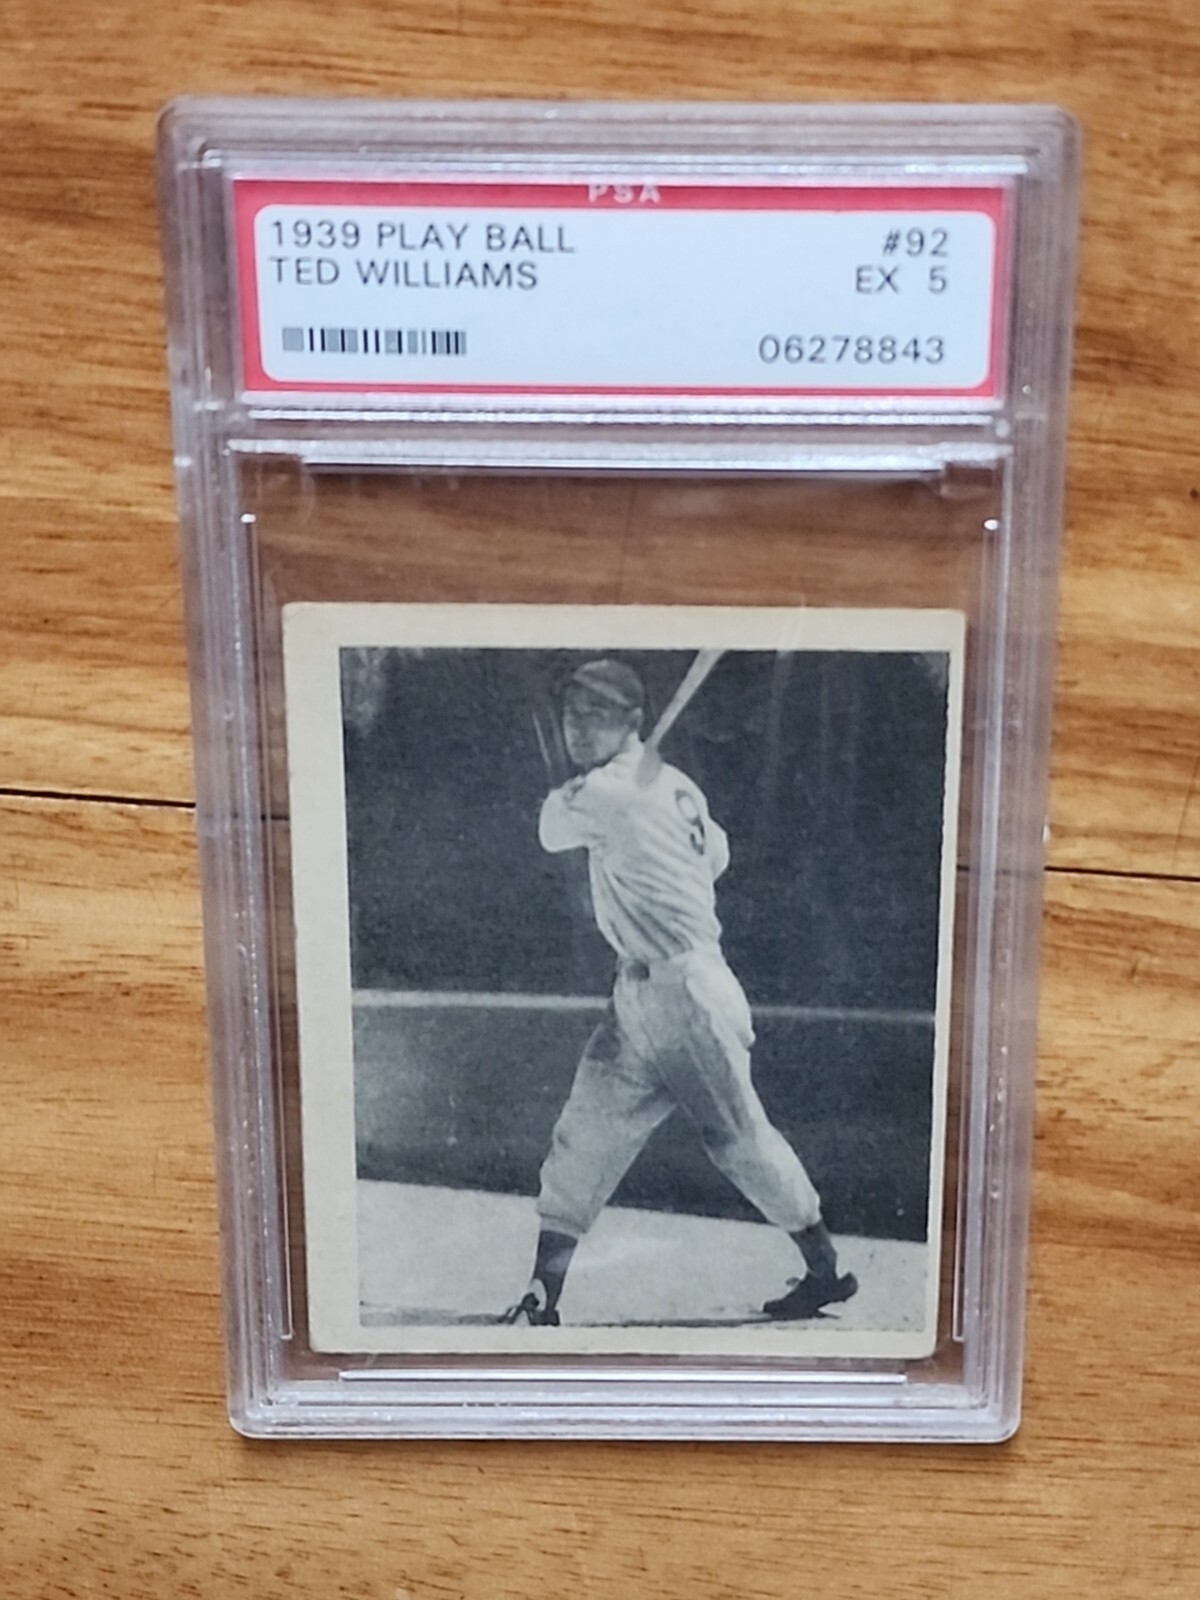 PSA
1939 PLAY BALL #92
TED WILLIAMS EX 5
06278843
9